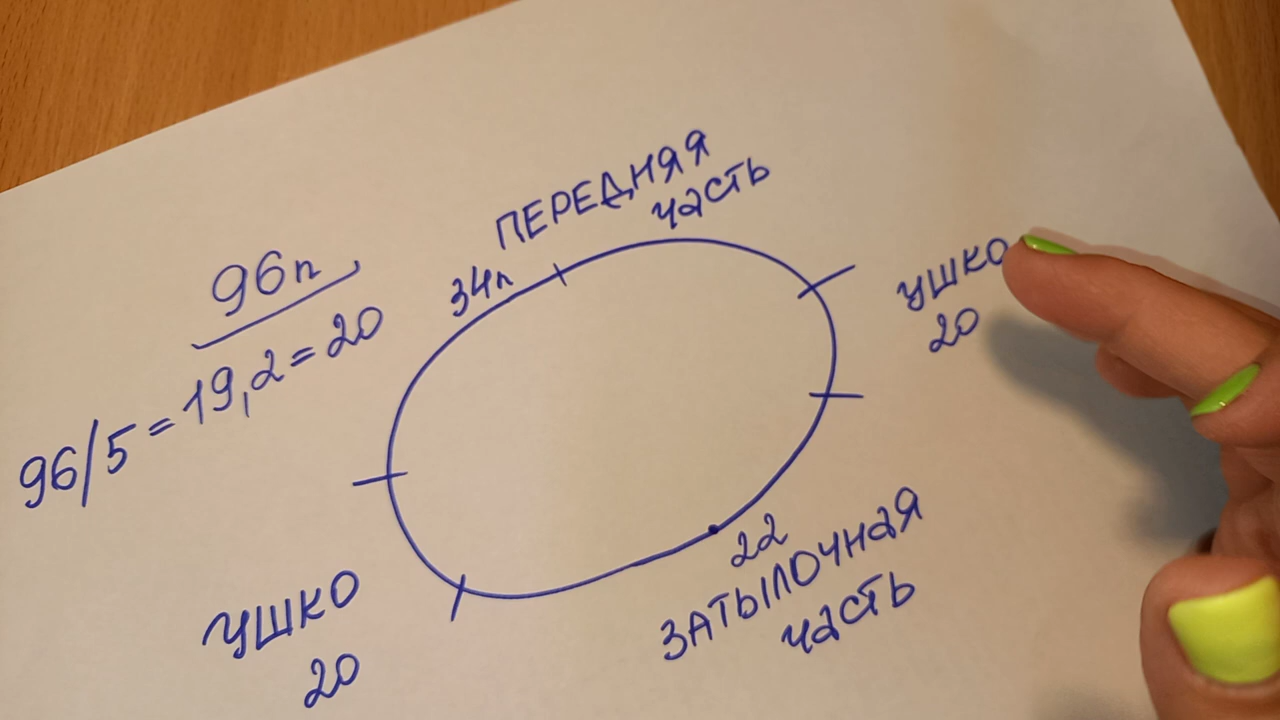 96п
96/5=19,2=20
34п
ПЕРЕДНЯЯ
часть
ушко
20
22
ЗАТЫЛОЧНАЯ
часть
ушко
20